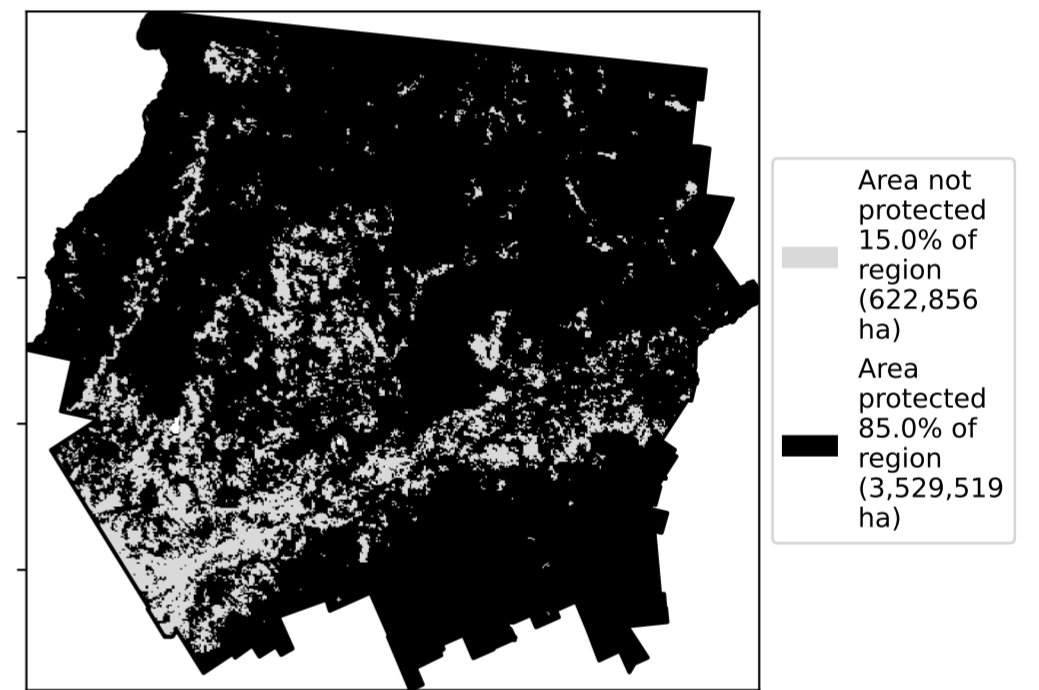 Area not
protected
15.0% of
region
(622,856
ha)
Area
protected
85.0% of
region
(3,529,519
ha)